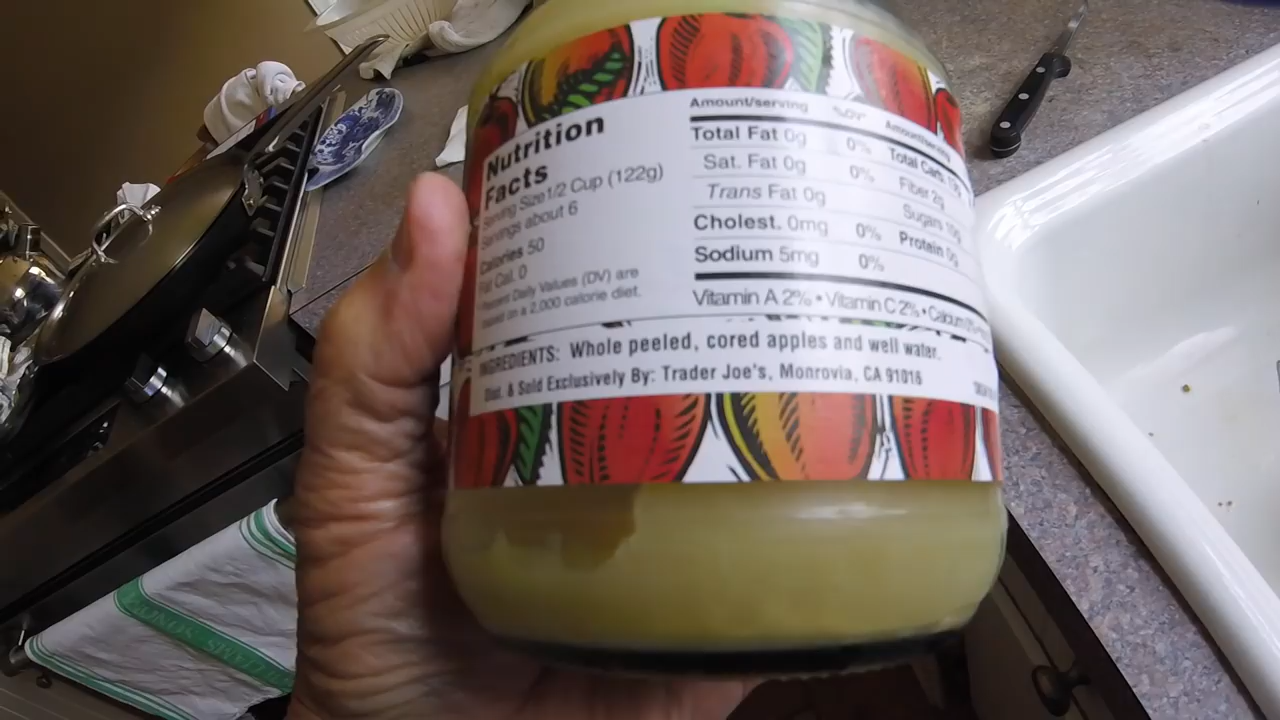 Nutrition
Facts
Serving Size 1/2 Cup (122g)
Servings about 6
Calories 50
Fat Cal. 0
Percent Daily Values (DV) are
based on a 2,000 calorie diet.
Amount/serving %DV* Amount/serving
Total Fat 0g 0% Total Carb.
Sat. Fat 0g 0% Fiber 2g
Trans Fat 0g Sugars
Cholest. 0mg 0% Protein 0g
Sodium 5mg 0%
Vitamin A 2% • Vitamin C 2% • Calcium
INGREDIENTS: Whole peeled, cored apples and well water.
Dist. & Sold Exclusively By: Trader Joe's, Monrovia, CA 91016